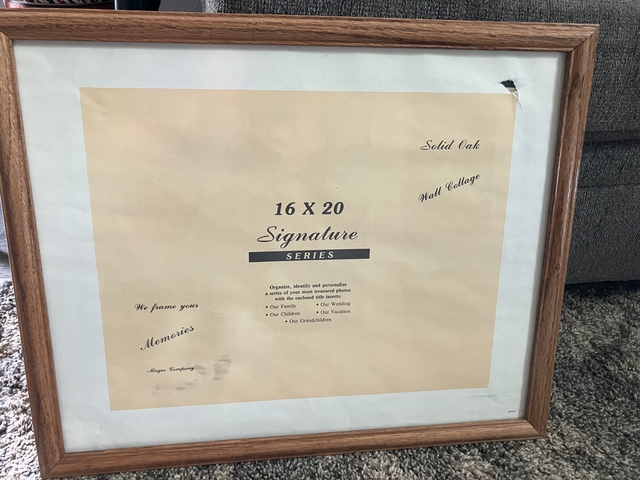 Solid Oak
Wall Collage
16 X 20
Signature
SERIES
Organize, identify and personalize
a series of your most treasured photos
with the enclosed title inserts:
• Our Family • Our Wedding
• Our Children • Our Vacation
• Our Grandchildren
We frame your
Memories
Magee Company